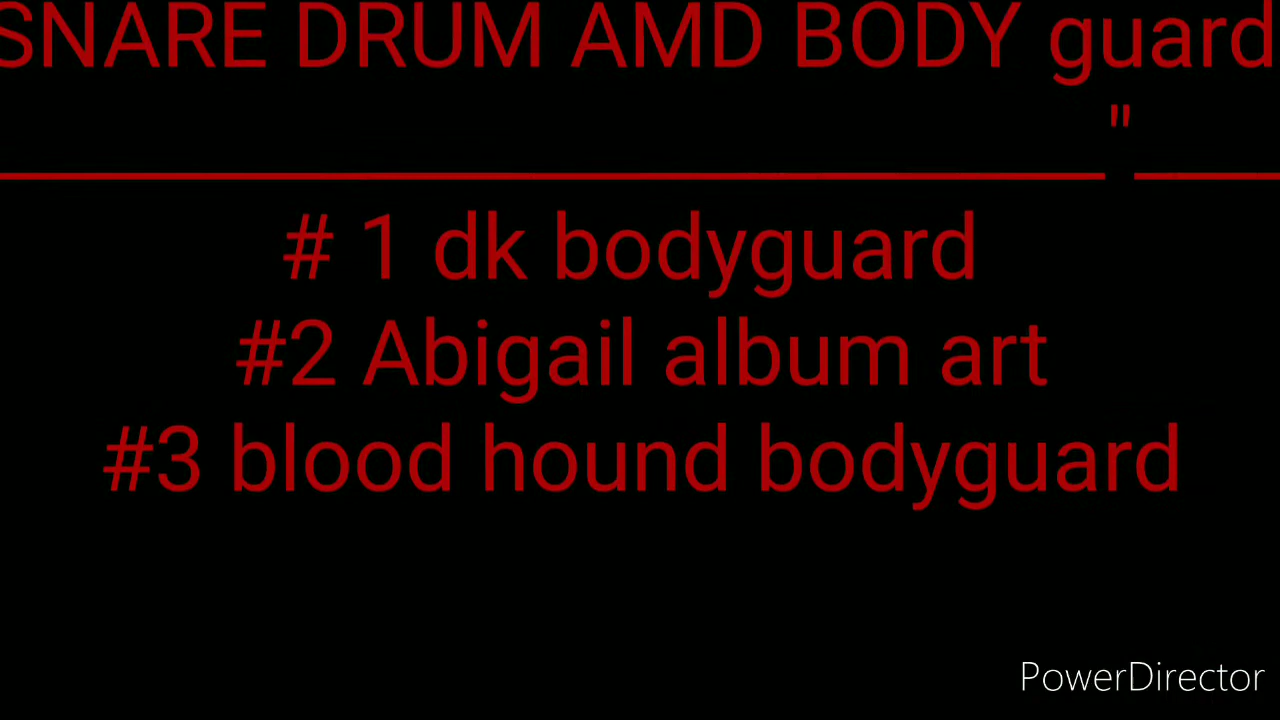 SNARE DRUM AMD BODY guard
"
# 1 dk bodyguard
#2 Abigail album art
#3 blood hound bodyguard
PowerDirector